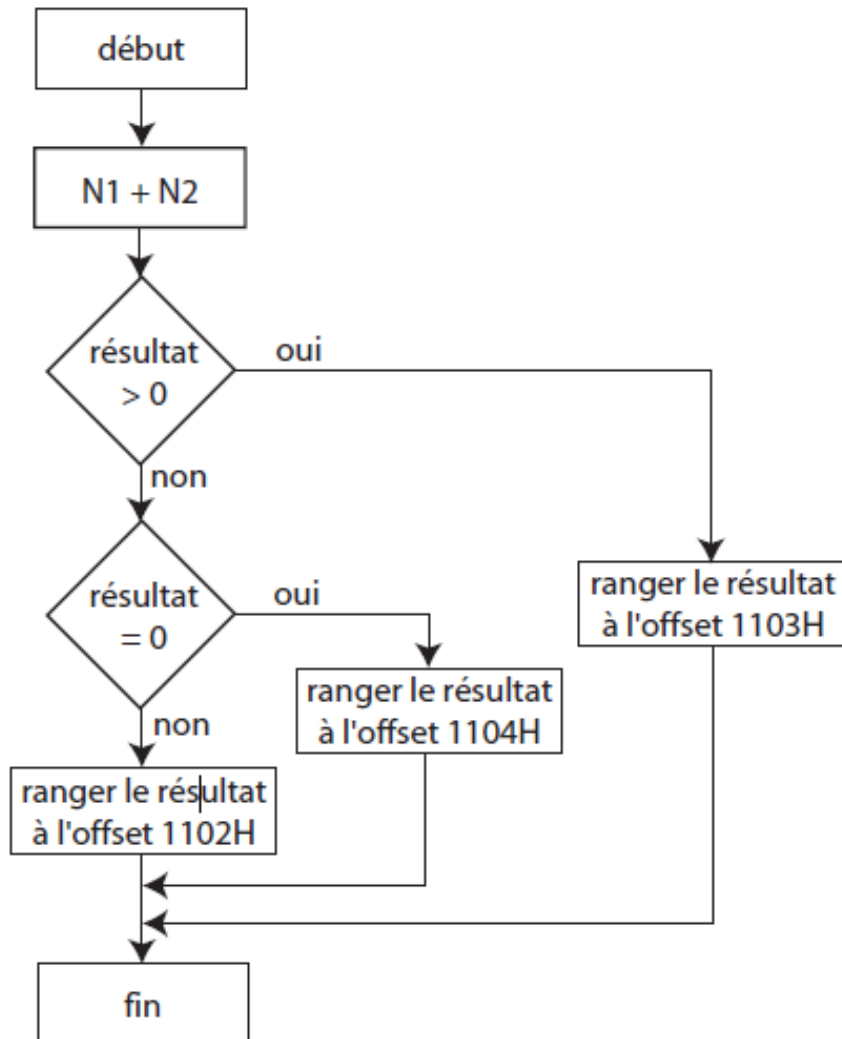 début
N1 + N2
résultat
> 0
oui
non
résultat
= 0
oui
non
ranger le résultat
à l'offset 1103H
ranger le résultat
à l'offset 1104H
ranger le résultat
à l'offset 1102H
fin